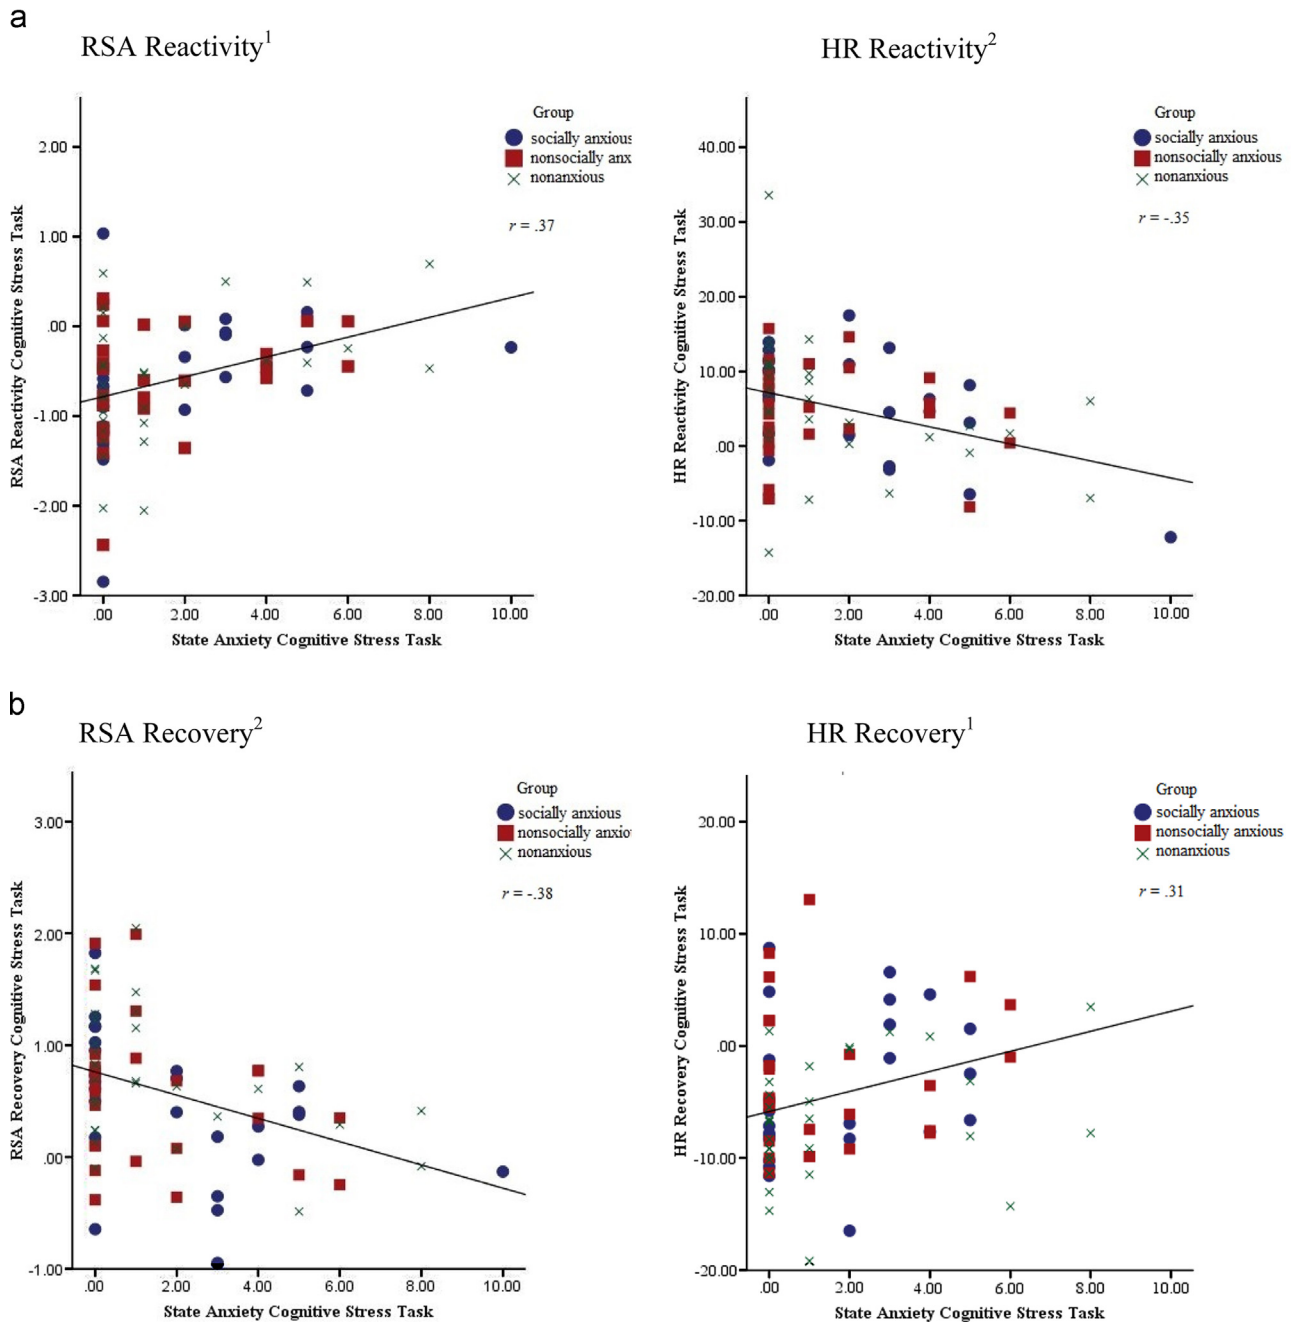 a
RSA Reactivity¹
HR Reactivity²
Group
socially anxious
nonsocially anx
nonanxious
r = .37
2.00
1.00
.00
-1.00
-2.00
-3.00
RSA Reactivity Cognitive Stress Task
.00 2.00 4.00 6.00 8.00 10.00
State Anxiety Cognitive Stress Task
Group
socially anxious
nonsocially anxious
nonanxious
r = -.35
40.00
30.00
20.00
10.00
.00
-10.00
-20.00
HR Reactivity Cognitive Stress Task
.00 2.00 4.00 6.00 8.00 10.00
State Anxiety Cognitive Stress Task
b
RSA Recovery²
HR Recovery¹
Group
socially anxious
nonsocially anxio
nonanxious
r = -.38
3.00
2.00
1.00
.00
-1.00
RSA Recovery Cognitive Stress Task
.00 2.00 4.00 6.00 8.00 10.00
State Anxiety Cognitive Stress Task
Group
socially anxious
nonsocially anxious
nonanxious
r = .31
20.00
10.00
.00
-10.00
-20.00
HR Recovery Cognitive Stress Task
.00 2.00 4.00 6.00 8.00 10.00
State Anxiety Cognitive Stress Task